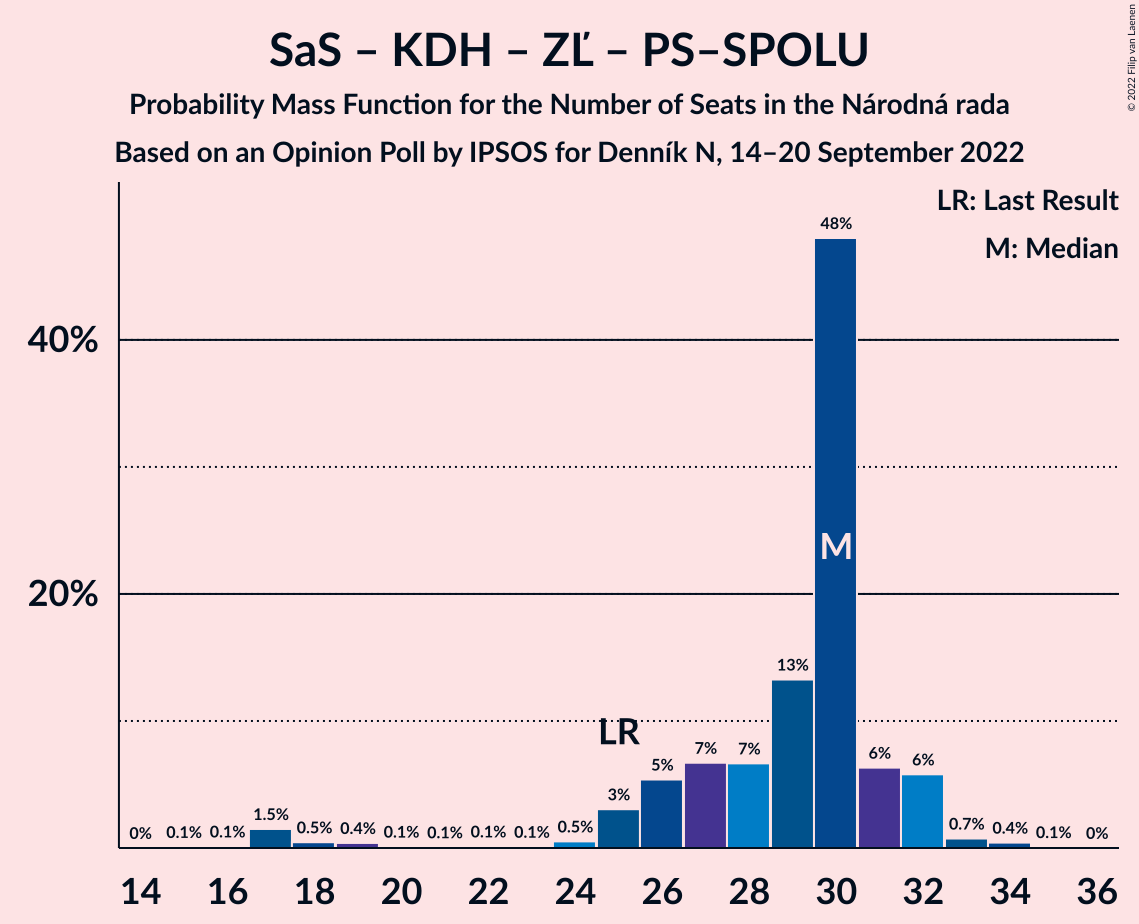 SaS – KDH – ZĽ – PS–SPOLU
Probability Mass Function for the Number of Seats in the Národná rada
Based on an Opinion Poll by IPSOS for Denník N, 14–20 September 2022
© 2022 Filip van Laenen
LR: Last Result
M: Median
40%
20%
0%
0.1%
0.1%
1.5%
0.5%
0.4%
0.1%
0.1%
0.1%
0.1%
0.5%
3%
5%
7%
7%
13%
48%
6%
6%
0.7%
0.4%
0.1%
0%
LR
M
14 16 18 20 22 24 26 28 30 32 34 36